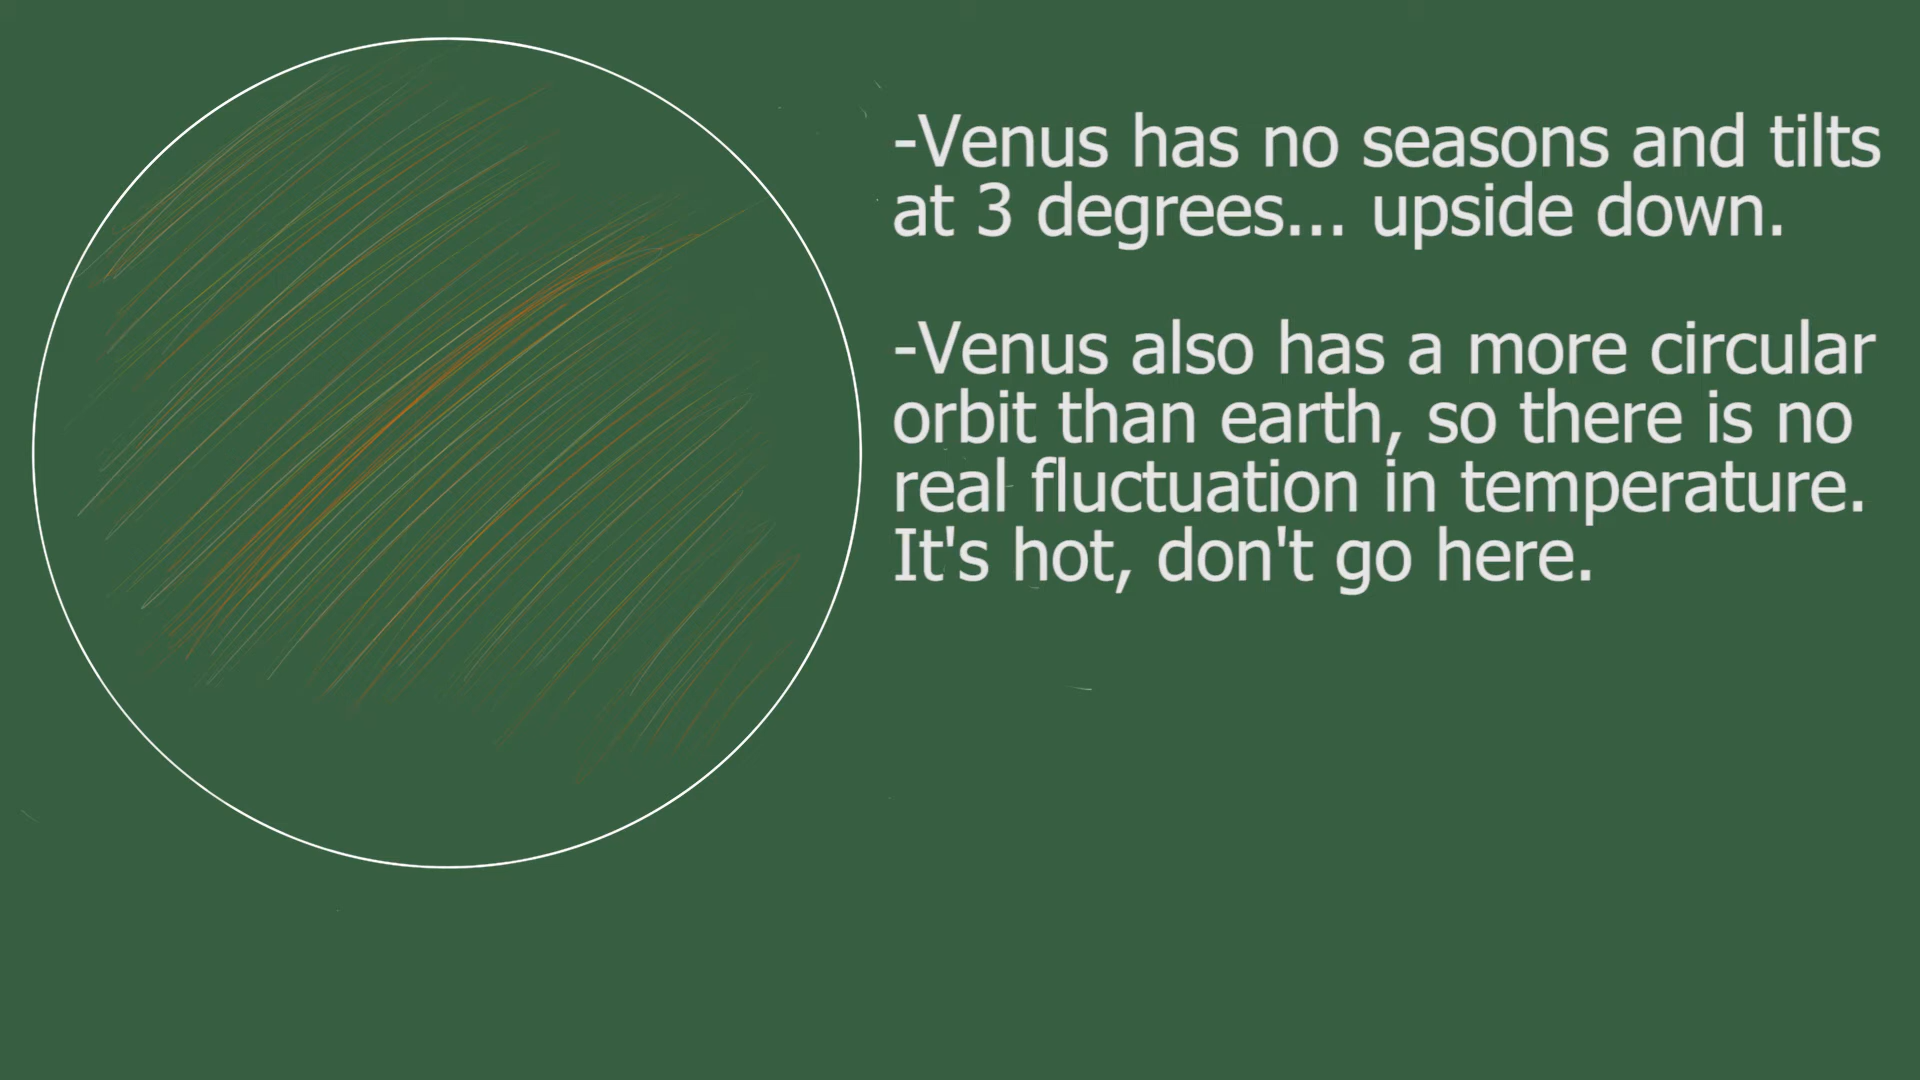 -Venus has no seasons and tilts
at 3 degrees... upside down.
-Venus also has a more circular
orbit than earth, so there is no
real fluctuation in temperature.
It's hot, don't go here.